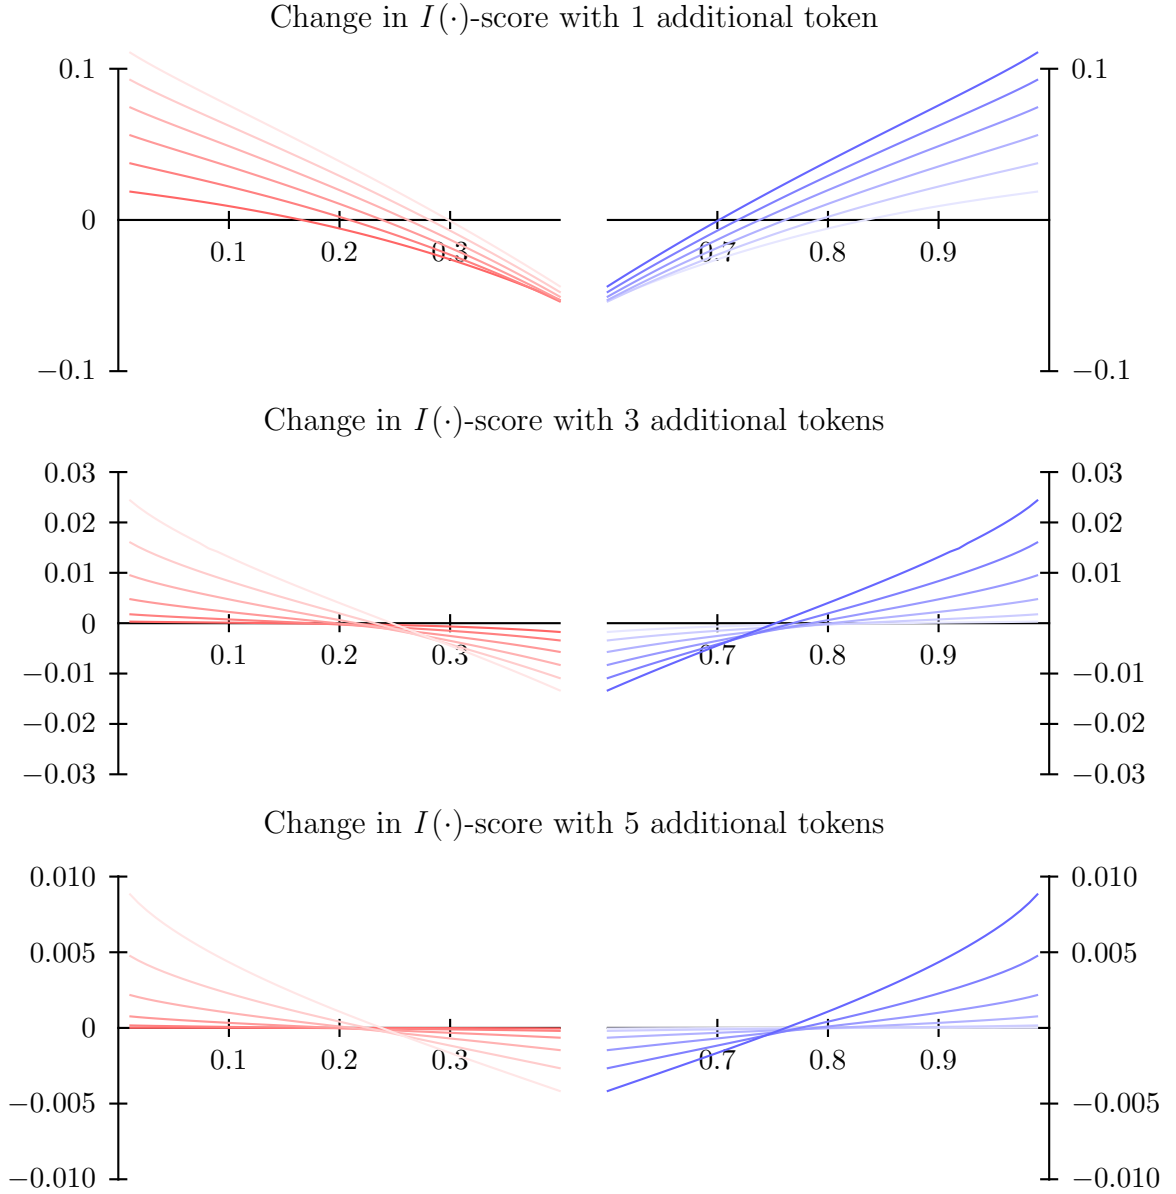 Change in I(·)-score with 1 additional token
0.1 0.1
0
0.1 0.2 0.3 0.7 0.8 0.9
−0.1 −0.1
Change in I(·)-score with 3 additional tokens
0.03 0.03
0.02 0.02
0.01 0.01
0
0.1 0.2 0.3 0.7 0.8 0.9
−0.01 −0.01
−0.02 −0.02
−0.03 −0.03
Change in I(·)-score with 5 additional tokens
0.010 0.010
0.005 0.005
0
0.1 0.2 0.3 0.7 0.8 0.9
−0.005 −0.005
−0.010 −0.010